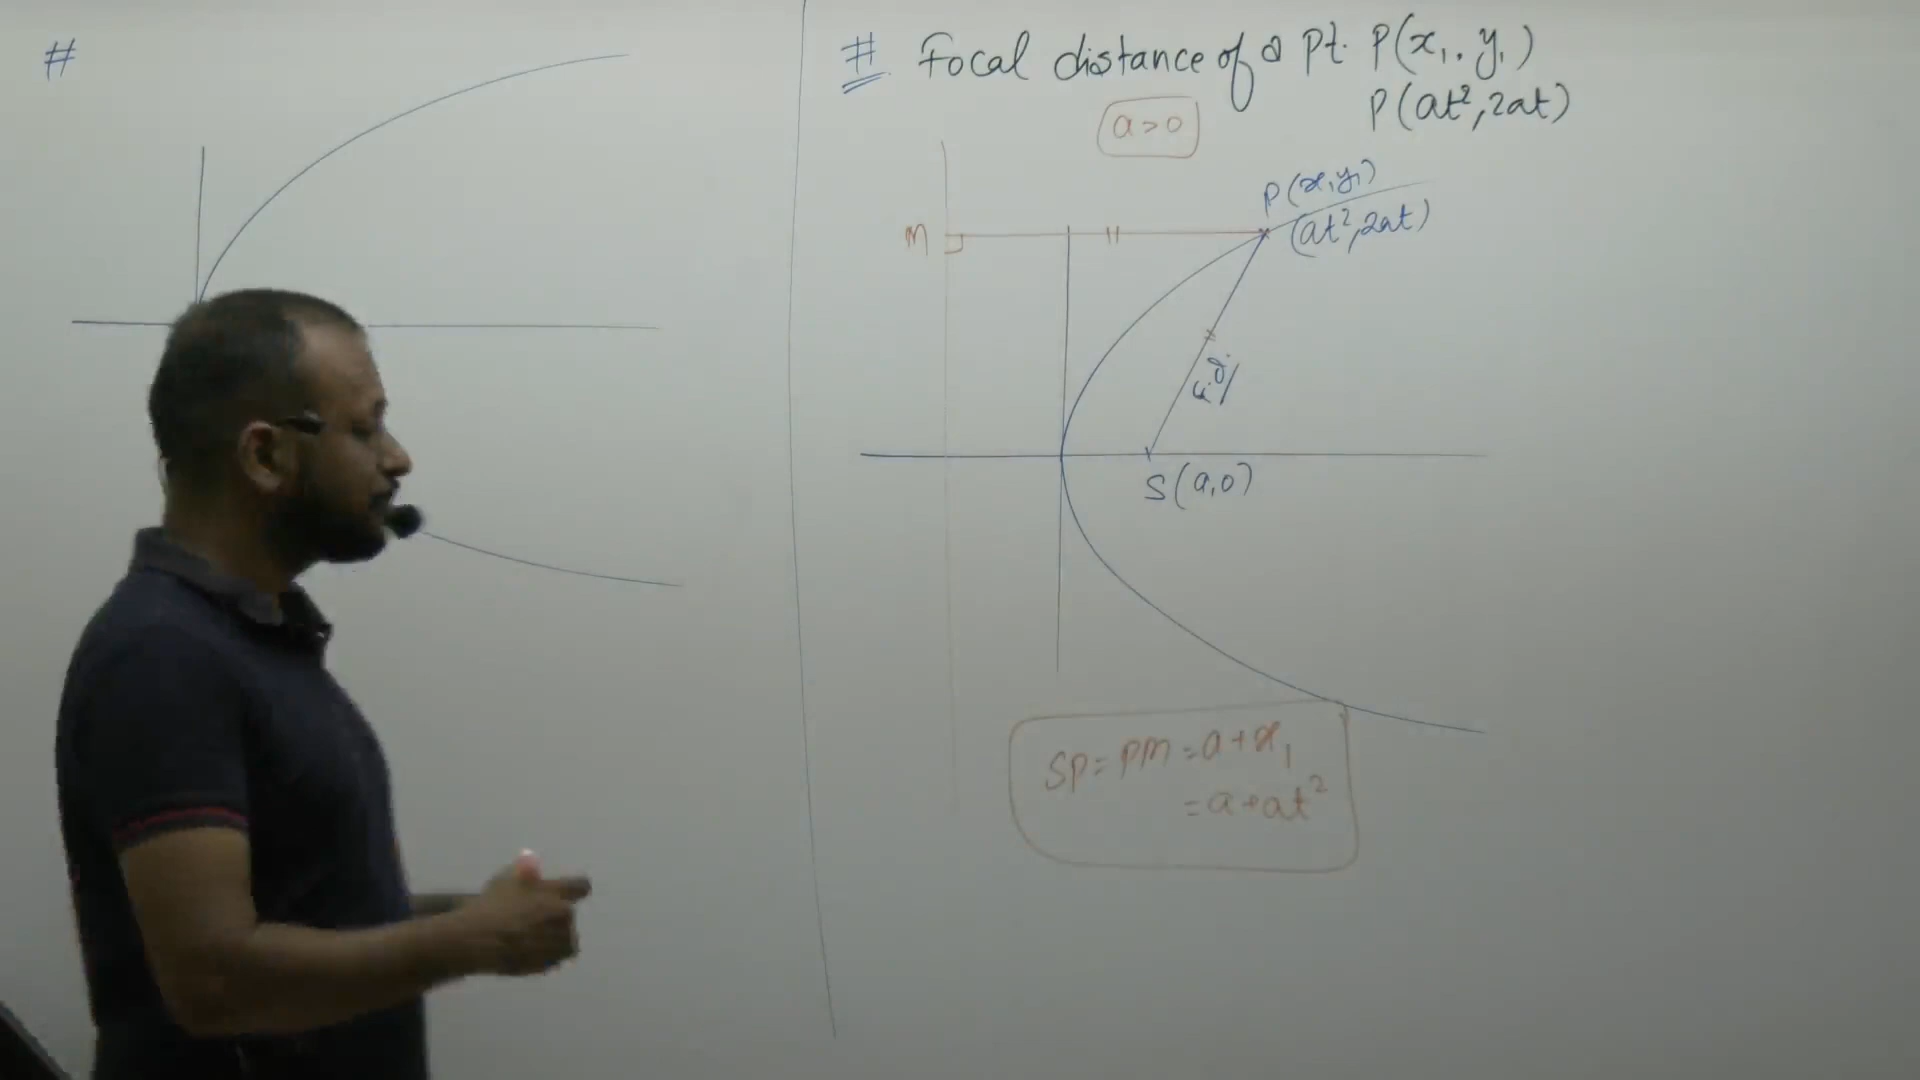 #
# Focal distance of a pt. P(x₁, y₁)
P(at², 2at)
a>0
P(x₁, y₁)
(at², 2at)
M
f.d.
S(a,0)
SP = PM = a+x₁
= a+at²